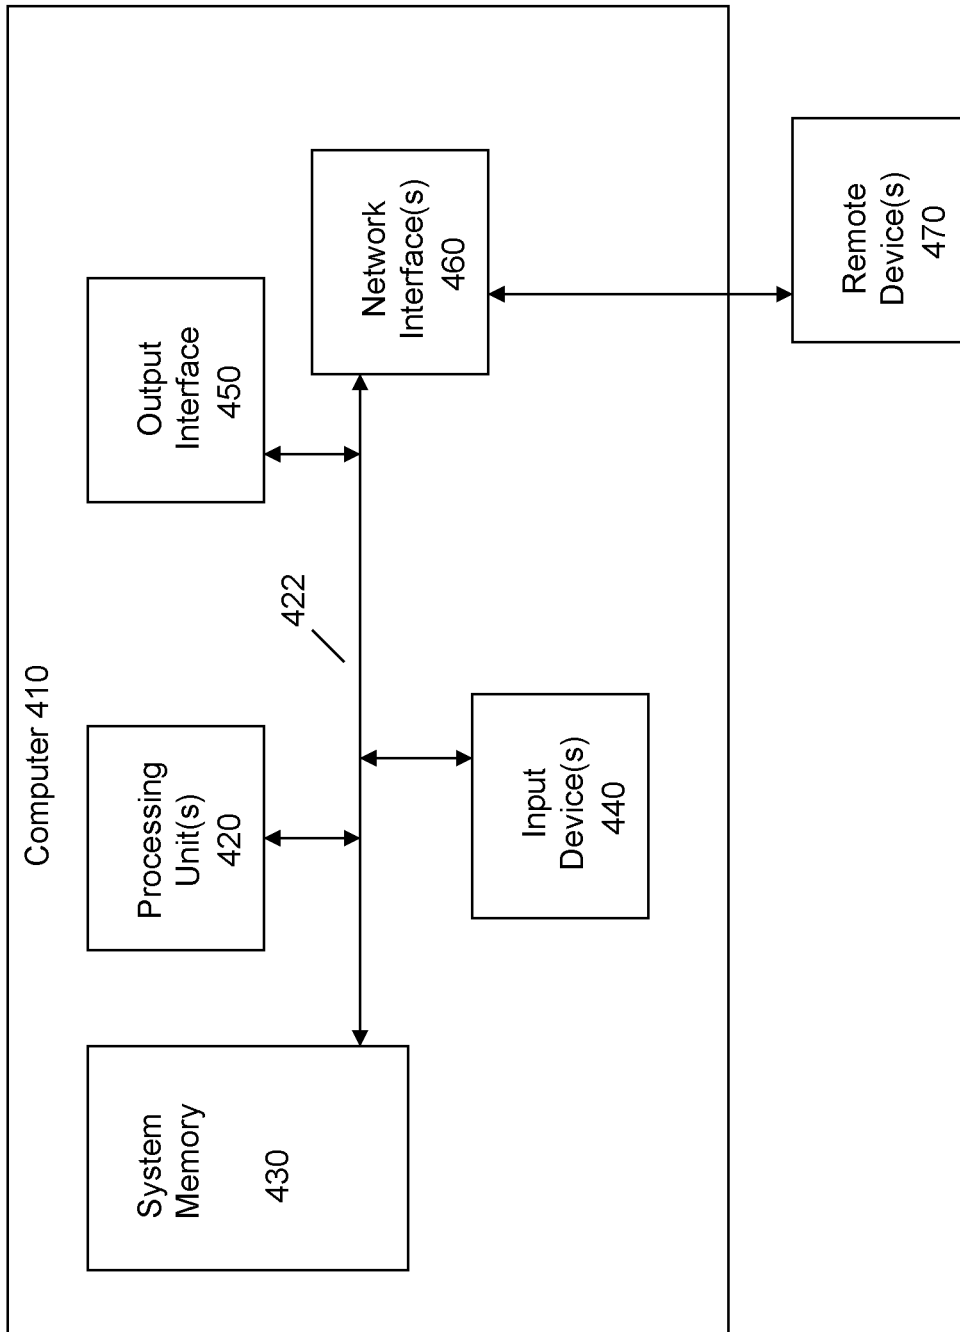 Computer 410
System
Memory
430
Processing
Unit(s)
420
422
Output
Interface
450
Input
Device(s)
440
Network
Interface(s)
460
Remote
Device(s)
470